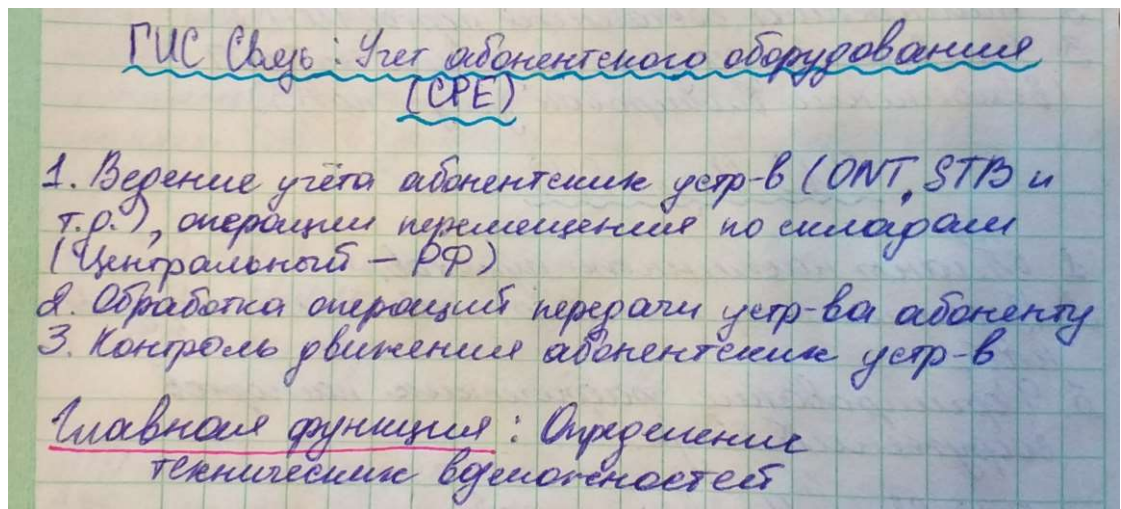 ГИС Связь: Учет абонентского оборудования
(CPE)
1. Ведение учёта абонентских устр-в (ONT, STB и
т.д.), операции перемещения по складам
(Центральный – РФ)
2. Обработка операций передачи устр-ва абоненту
3. Контроль движения абонентских устр-в
Главная функция: Определение
технических возможностей